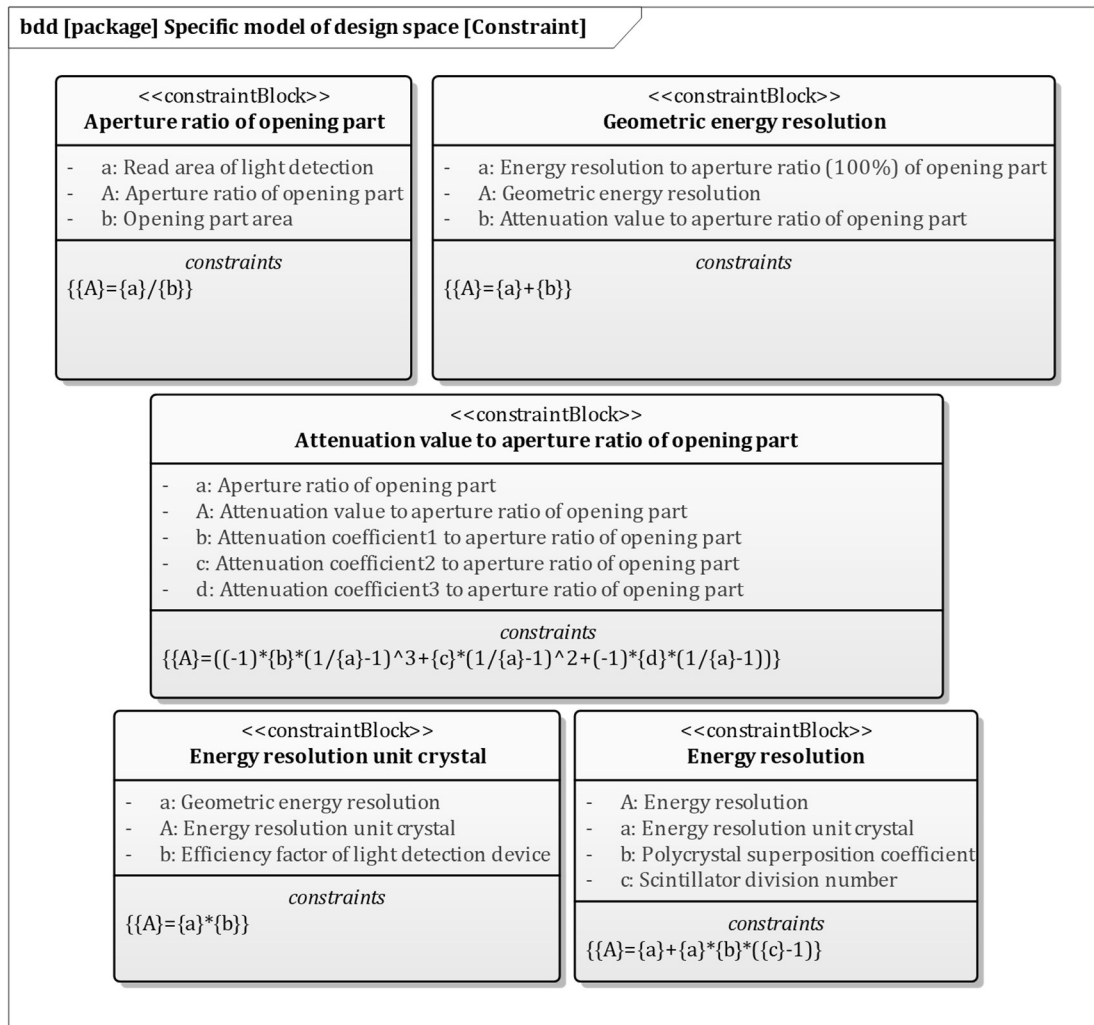 bdd [package] Specific model of design space [Constraint]
<<constraintBlock>>
Aperture ratio of opening part
- a: Read area of light detection
- A: Aperture ratio of opening part
- b: Opening part area
constraints
{{A}={a}/{b}}
<<constraintBlock>>
Geometric energy resolution
- a: Energy resolution to aperture ratio (100%) of opening part
- A: Geometric energy resolution
- b: Attenuation value to aperture ratio of opening part
constraints
{{A}={a}+{b}}
<<constraintBlock>>
Attenuation value to aperture ratio of opening part
- a: Aperture ratio of opening part
- A: Attenuation value to aperture ratio of opening part
- b: Attenuation coefficient1 to aperture ratio of opening part
- c: Attenuation coefficient2 to aperture ratio of opening part
- d: Attenuation coefficient3 to aperture ratio of opening part
constraints
{{A}=((-1)*{b}*(1/{a}-1)^3+{c}*(1/{a}-1)^2+(-1)*{d}*(1/{a}-1))}
<<constraintBlock>>
Energy resolution unit crystal
- a: Geometric energy resolution
- A: Energy resolution unit crystal
- b: Efficiency factor of light detection device
constraints
{{A}={a}*{b}}
<<constraintBlock>>
Energy resolution
- A: Energy resolution
- a: Energy resolution unit crystal
- b: Polycrystal superposition coefficient
- c: Scintillator division number
constraints
{{A}={a}+{a}*{b}*({c}-1)}